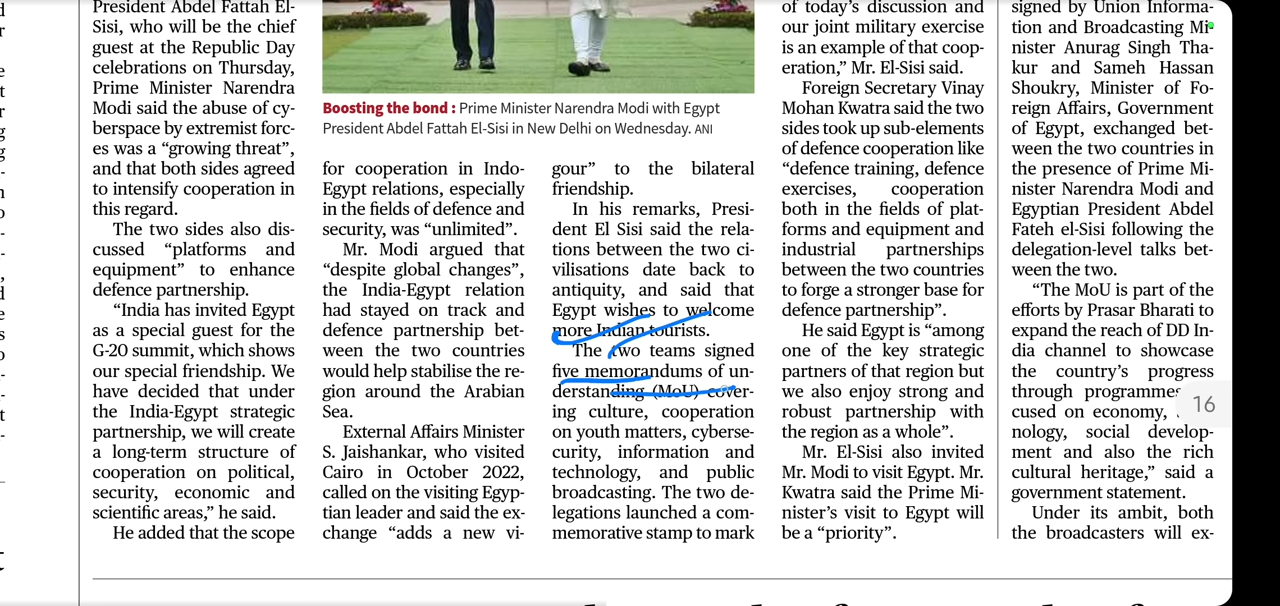 President Abdel Fattah El-
Sisi, who will be the chief
guest at the Republic Day
celebrations on Thursday,
Prime Minister Narendra
Modi said the abuse of cy-
berspace by extremist forc-
es was a “growing threat”,
and that both sides agreed
to intensify cooperation in
this regard.
The two sides also dis-
cussed “platforms and
equipment” to enhance
defence partnership.
“India has invited Egypt
as a special guest for the
G-20 summit, which shows
our special friendship. We
have decided that under
the India-Egypt strategic
partnership, we will create
a long-term structure of
cooperation on political,
security, economic and
scientific areas,” he said.
He added that the scope
Boosting the bond : Prime Minister Narendra Modi with Egypt
President Abdel Fattah El-Sisi in New Delhi on Wednesday. ANI
for cooperation in Indo-
Egypt relations, especially
in the fields of defence and
security, was “unlimited”.
Mr. Modi argued that
“despite global changes”,
the India-Egypt relation
had stayed on track and
defence partnership bet-
ween the two countries
would help stabilise the re-
gion around the Arabian
Sea.
External Affairs Minister
S. Jaishankar, who visited
Cairo in October 2022,
called on the visiting Egyp-
tian leader and said the ex-
change “adds a new vi-
gour” to the bilateral
friendship.
In his remarks, Presi-
dent El Sisi said the rela-
tions between the two ci-
vilisations date back to
antiquity, and said that
Egypt wishes to welcome
more Indian tourists.
The two teams signed
five memorandums of un-
derstanding (MoU) cover-
ing culture, cooperation
on youth matters, cyberse-
curity, information and
technology, and public
broadcasting. The two de-
legations launched a com-
memorative stamp to mark
of today’s discussion and
our joint military exercise
is an example of that coop-
eration,” Mr. El-Sisi said.
Foreign Secretary Vinay
Mohan Kwatra said the two
sides took up sub-elements
of defence cooperation like
“defence training, defence
exercises, cooperation
both in the fields of plat-
forms and equipment and
industrial partnerships
between the two countries
to forge a stronger base for
defence partnership”.
He said Egypt is “among
one of the key strategic
partners of that region but
we also enjoy strong and
robust partnership with
the region as a whole”.
Mr. El-Sisi also invited
Mr. Modi to visit Egypt. Mr.
Kwatra said the Prime Mi-
nister’s visit to Egypt will
be a “priority”.
signed by Union Informa-
tion and Broadcasting Mi-
nister Anurag Singh Tha-
kur and Sameh Hassan
Shoukry, Minister of Fo-
reign Affairs, Government
of Egypt, exchanged bet-
ween the two countries in
the presence of Prime Mi-
nister Narendra Modi and
Egyptian President Abdel
Fateh el-Sisi following the
delegation-level talks bet-
ween the two.
“The MoU is part of the
efforts by Prasar Bharati to
expand the reach of DD In-
dia channel to showcase
the country’s progress
through programmes
cused on economy,
nology, social develop-
ment and also the rich
cultural heritage,” said a
government statement.
Under its ambit, both
the broadcasters will ex-
16